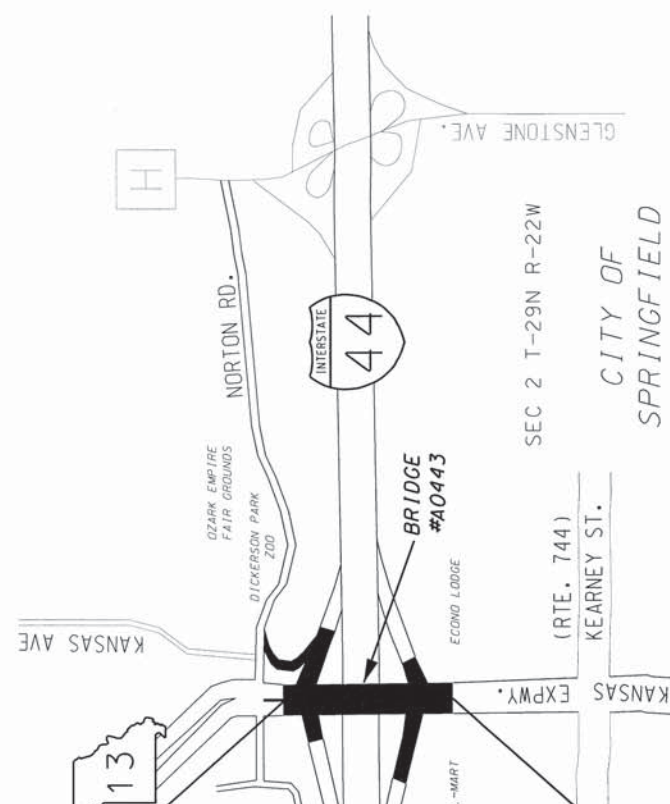 GLENSTONE AVE.
H
NORTON RD.
INTERSTATE
44
SEC 2 T-29N R-22W
CITY OF
SPRINGFIELD
OZARK EMPIRE
FAIR GROUNDS
DICKERSON PARK
ZOO
BRIDGE
#A0443
ECONO LODGE
(RTE. 744)
KEARNEY ST.
KANSAS AVE
KANSAS EXPWY.
13
-MART